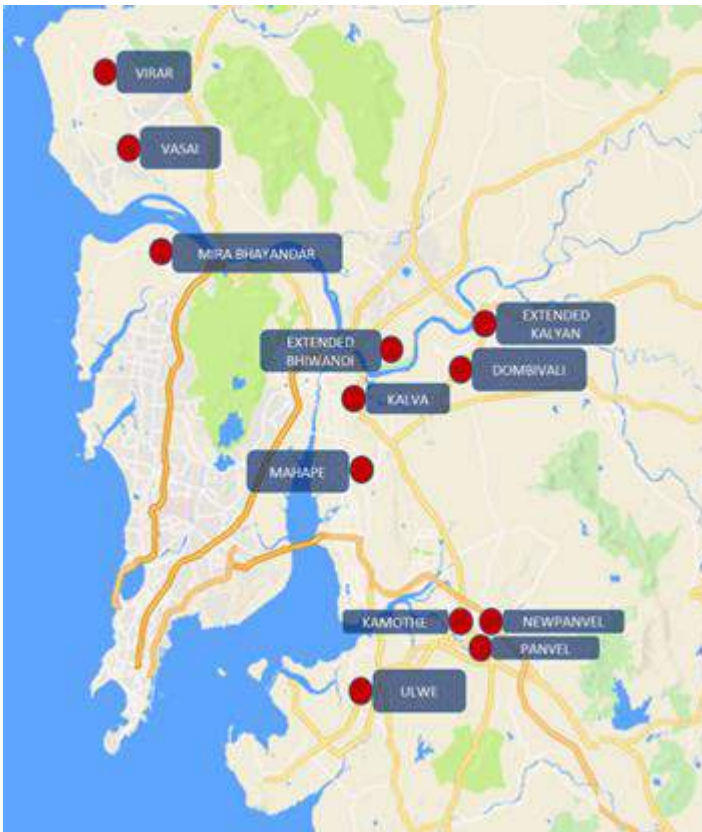 VIRAR
VASAI
MIRA BHAYANDAR
EXTENDED
KALYAN
EXTENDED
BHIWANDI
DOMBIVALI
KALVA
MAHAPE
KAMOTHE
NEWPANVEL
PANVEL
ULWE